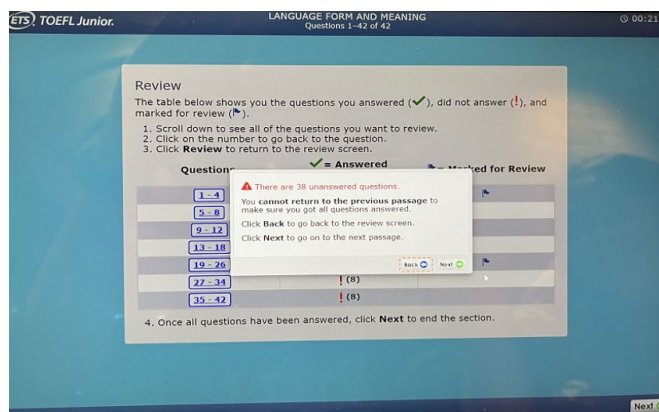 ETS TOEFL Junior.
LANGUAGE FORM AND MEANING
Questions 1-42 of 42
00:21
Review
The table below shows you the questions you answered (✔), did not answer (!), and
marked for review ( ).
1. Scroll down to see all of the questions you want to review.
2. Click on the number to go back to the question.
3. Click Review to return to the review screen.
Question
✔= Answered
= Marked for Review
1 - 4
5 - 8
9 - 12
13 - 18
19 - 26
27 - 34
! (8)
35 - 42
! (8)
There are 38 unanswered questions.
You cannot return to the previous passage to
make sure you got all questions answered.
Click Back to go back to the review screen.
Click Next to go on to the next passage.
Back
Next
4. Once all questions have been answered, click Next to end the section.
Next